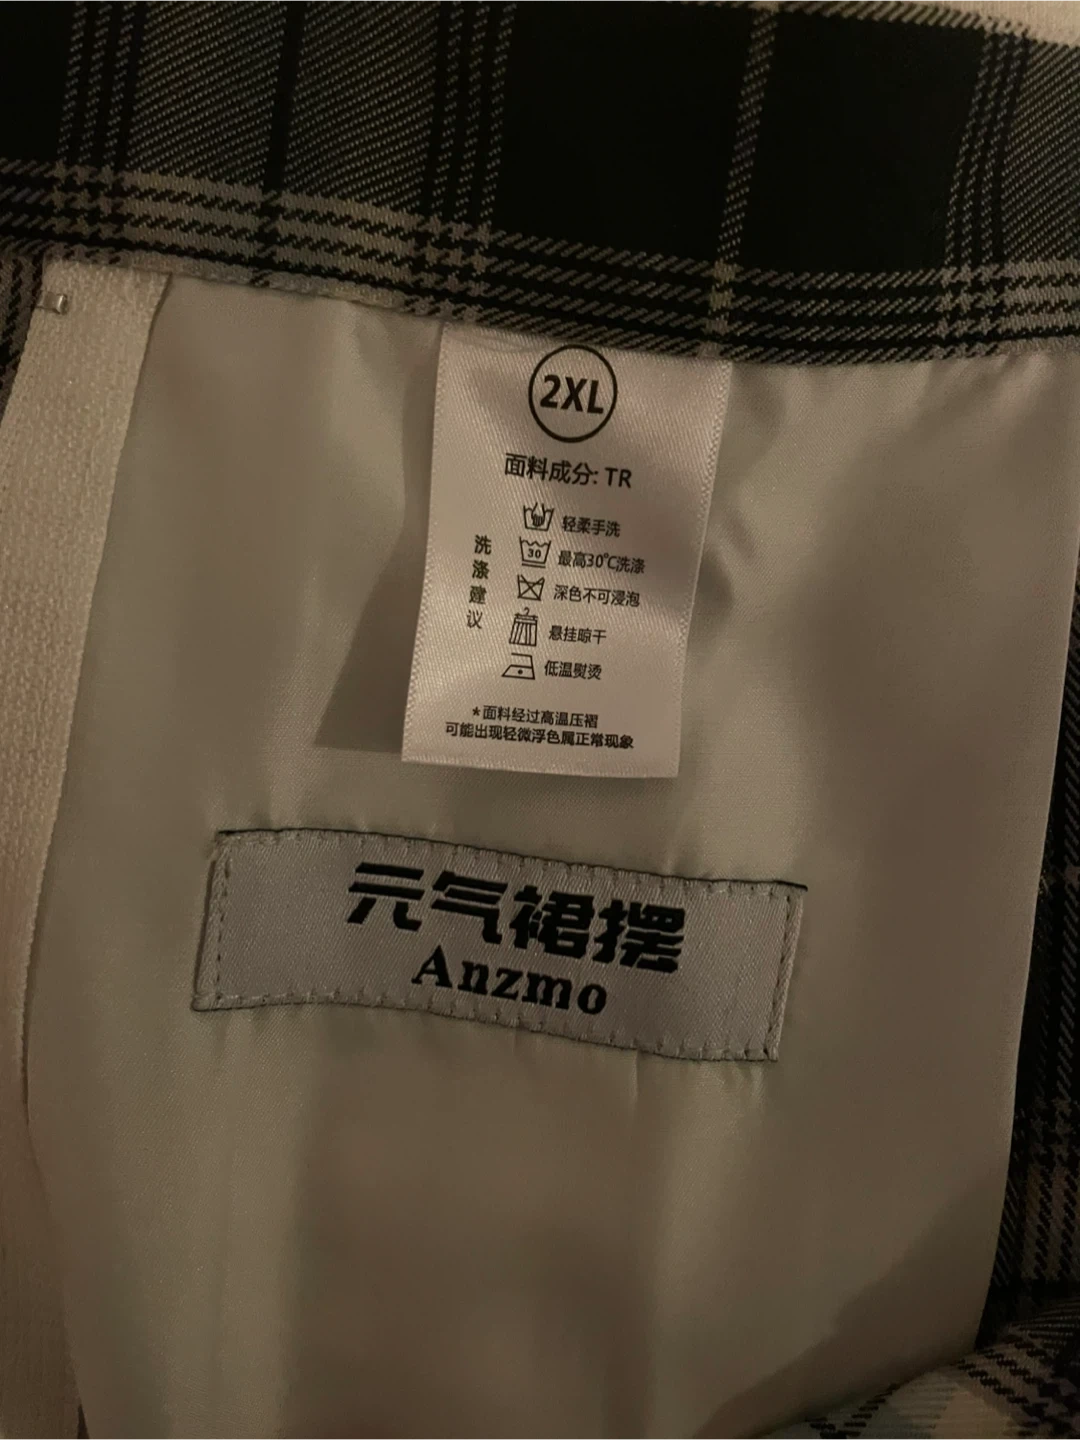 2XL
面料成分: TR
洗涤建议
轻柔手洗
30
最高30℃洗涤
深色不可浸泡
悬挂晾干
低温熨烫
*面料经过高温压褶
可能出现轻微浮色属正常现象
元气裙摆
Anzmo